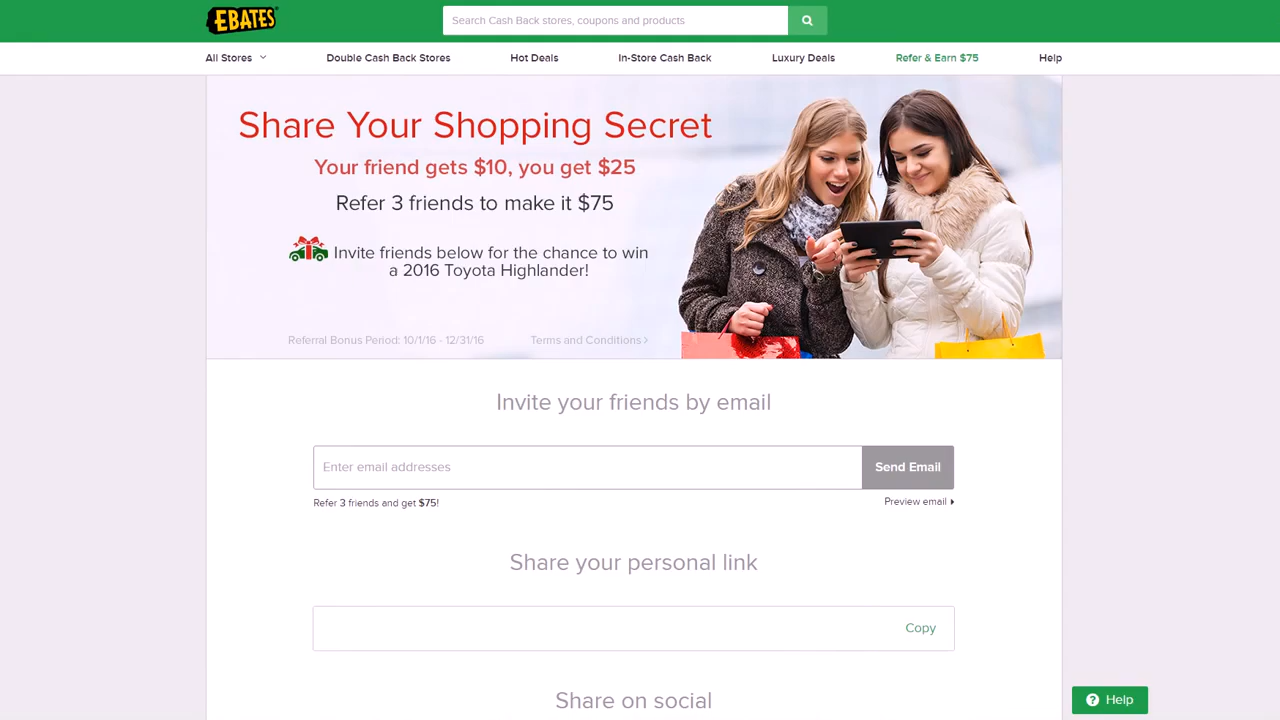 EBATES
Search Cash Back stores, coupons and products
All Stores
Double Cash Back Stores
Hot Deals
In-Store Cash Back
Luxury Deals
Refer & Earn $75
Help
Share Your Shopping Secret
Your friend gets $10, you get $25
Refer 3 friends to make it $75
Invite friends below for the chance to win
a 2016 Toyota Highlander!
Referral Bonus Period: 10/1/16 - 12/31/16
Terms and Conditions
Invite your friends by email
Enter email addresses
Send Email
Refer 3 friends and get $75!
Preview email
Share your personal link
Copy
Share on social
Help